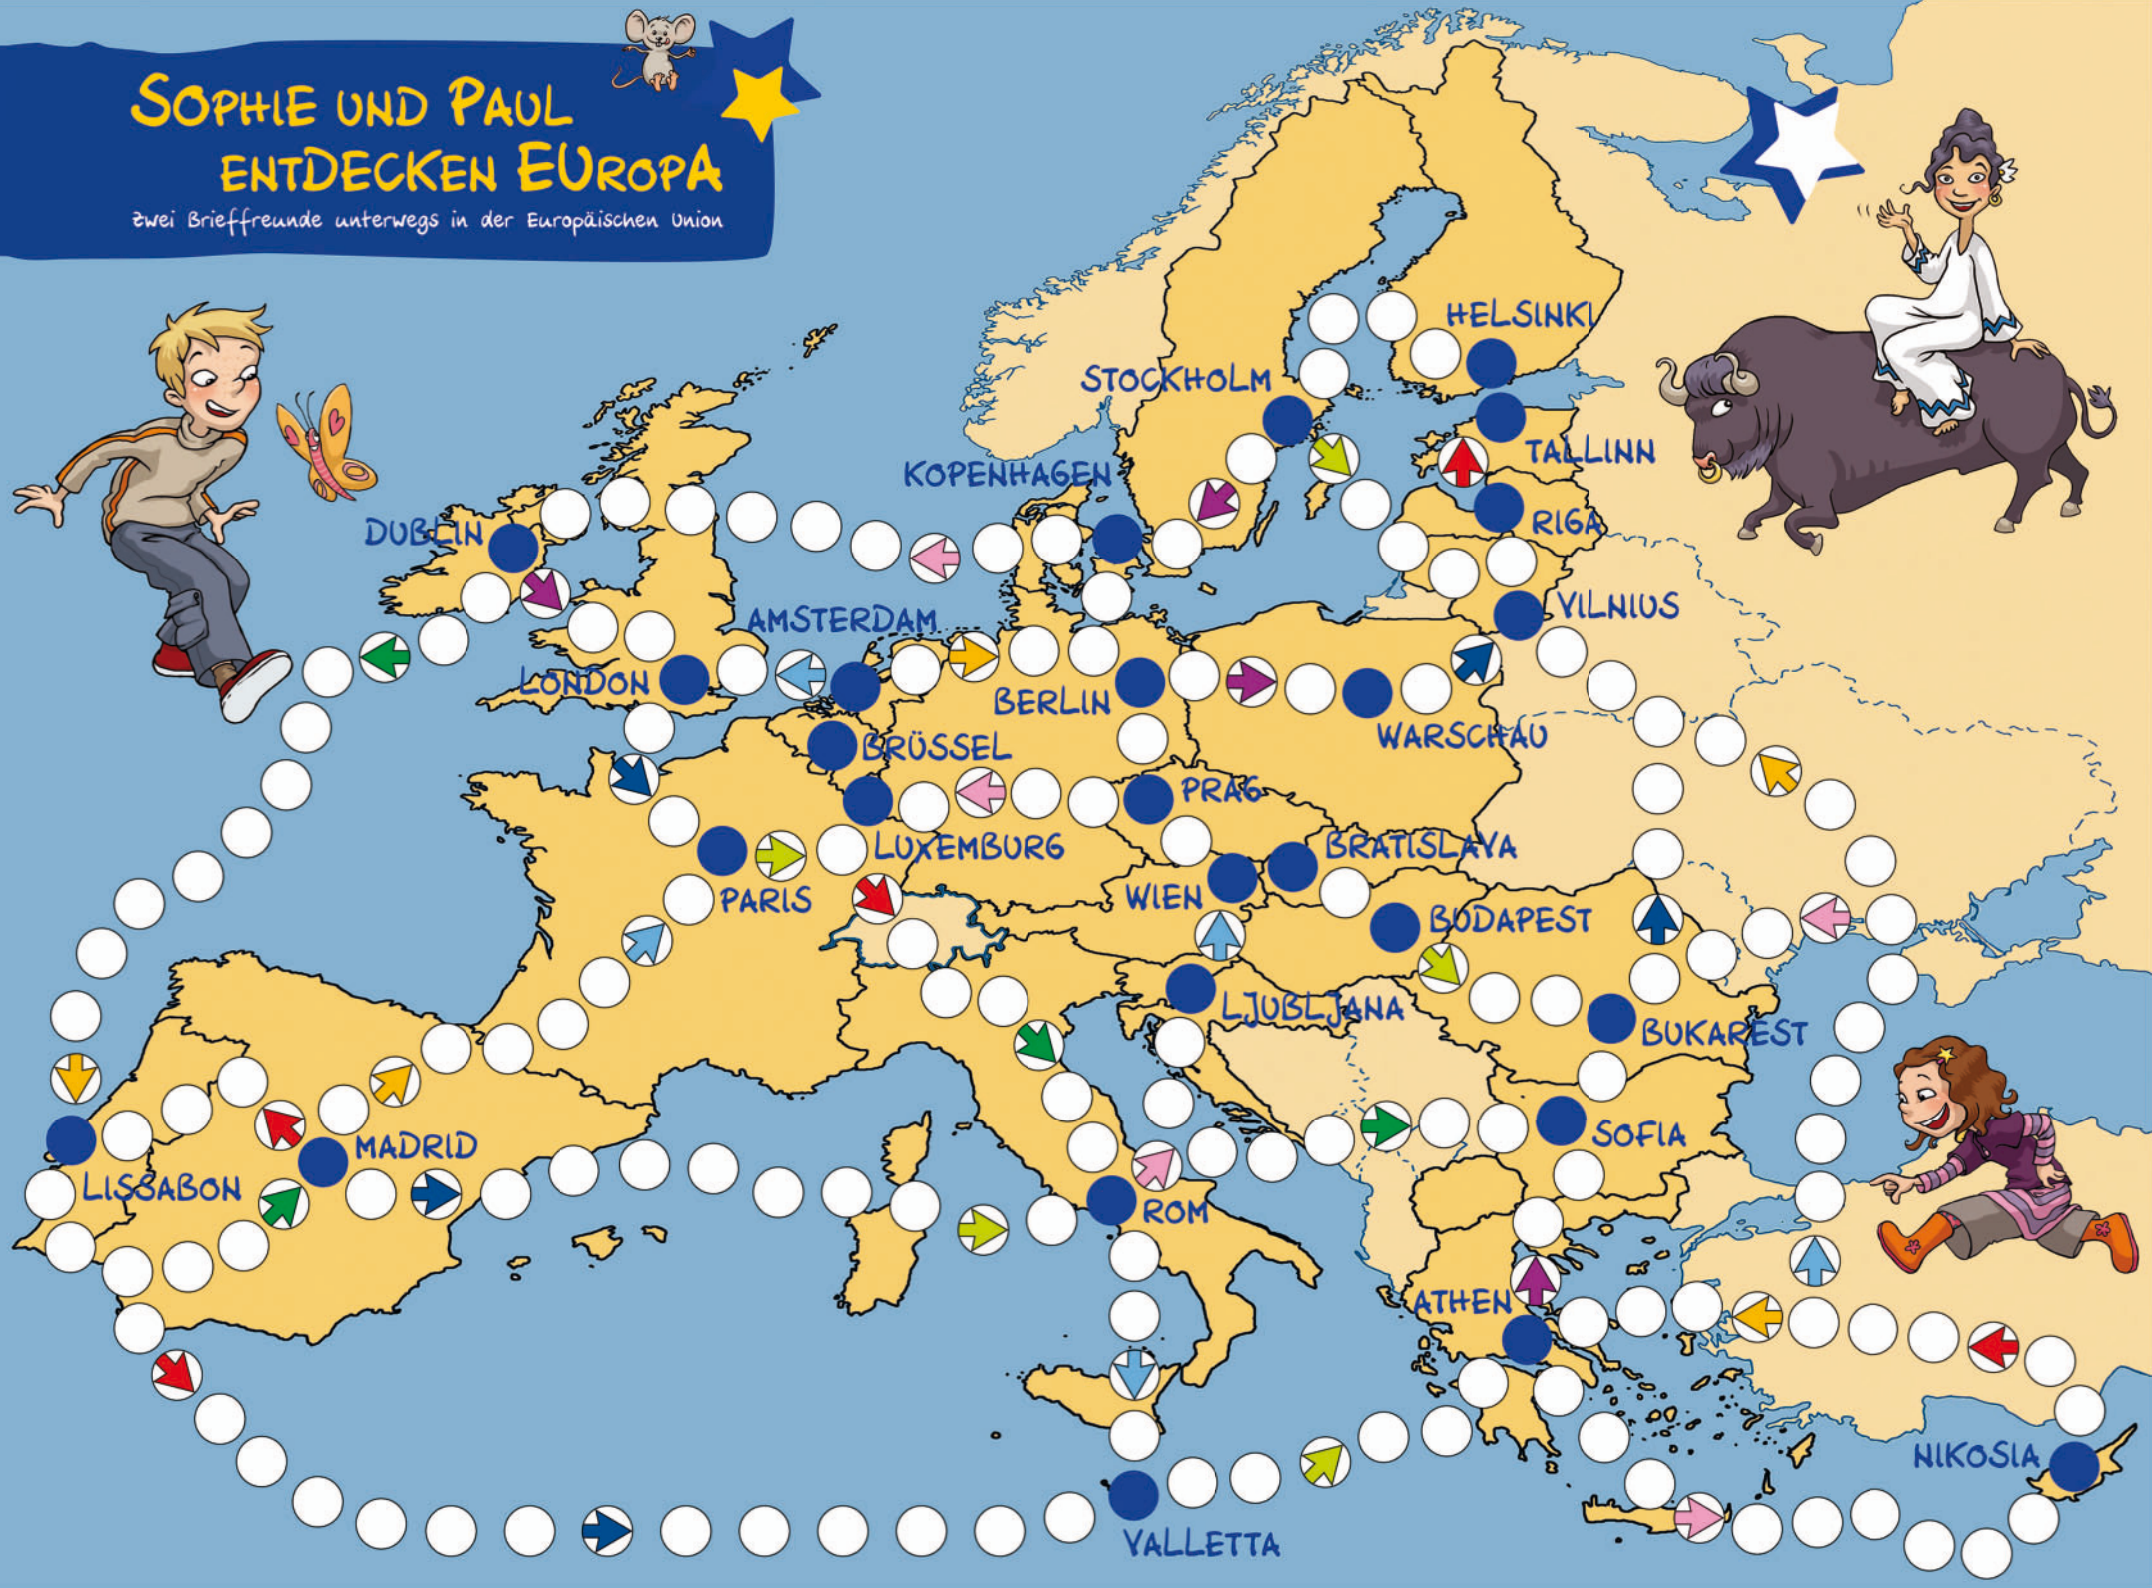 SOPHIE UND PAUL
ENTDECKEN EUROPA
Zwei Brieffreunde unterwegs in der Europäischen Union
HELSINKI
STOCKHOLM
TALLINN
KOPENHAGEN
RIGA
DUBLIN
VILNIUS
AMSTERDAM
LONDON
BERLIN
WARSCHAU
BRÜSSEL
PRAG
LUXEMBURG
BRATISLAVA
PARIS
WIEN
BUDAPEST
LJUBLJANA
BUKAREST
SOFIA
MADRID
LISSABON
ROM
ATHEN
NIKOSIA
VALLETTA